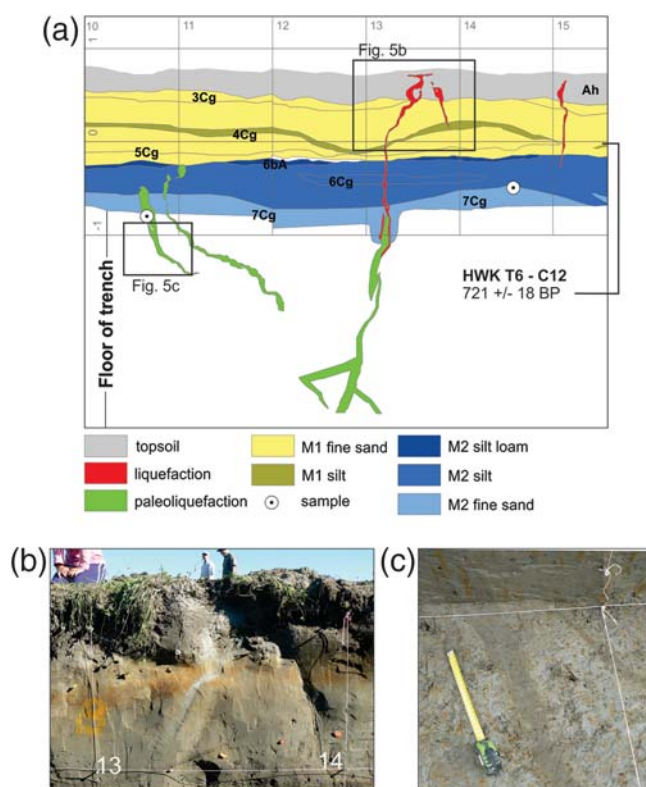 (a)
10 11 12 13 14 15
Fig. 5b
1
3Cg
Ah
4Cg
0
5Cg
6bA
6Cg
7Cg
7Cg
-1
Fig. 5c
Floor of trench
HWK T6 - C12
721 +/- 18 BP
topsoil
M1 fine sand
M2 silt loam
liquefaction
M1 silt
M2 silt
paleoliquefaction
sample
M2 fine sand
(b)
(c)
13
14